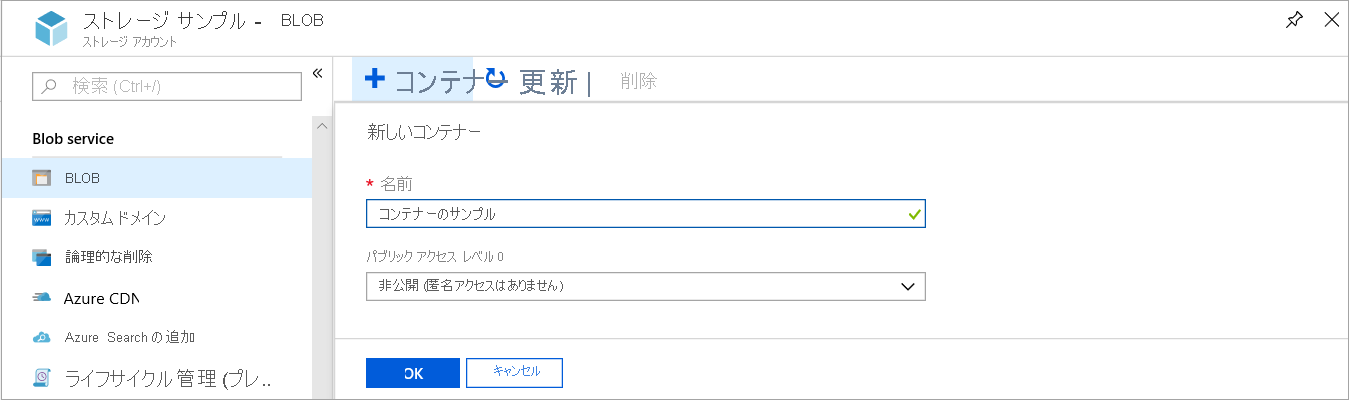 ストレージ サンプル - BLOB
ストレージ アカウント
検索 (Ctrl+/)
Blob service
BLOB
カスタム ドメイン
論理的な削除
Azure CDN
Azure Search の追加
ライフサイクル 管理 (プレ..
コンテナー 更新 | 削除
新しいコンテナー
* 名前
コンテナーのサンプル
パブリック アクセス レベル 0
非公開 (匿名アクセスはありません)
OK キャンセル